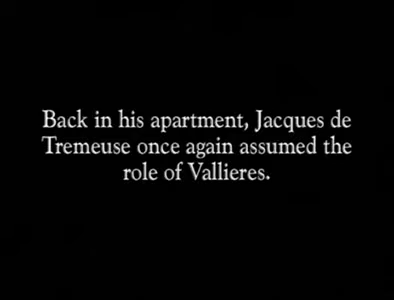 Back in his apartment, Jacques de
Tremeuse once again assumed the
role of Vallieres.